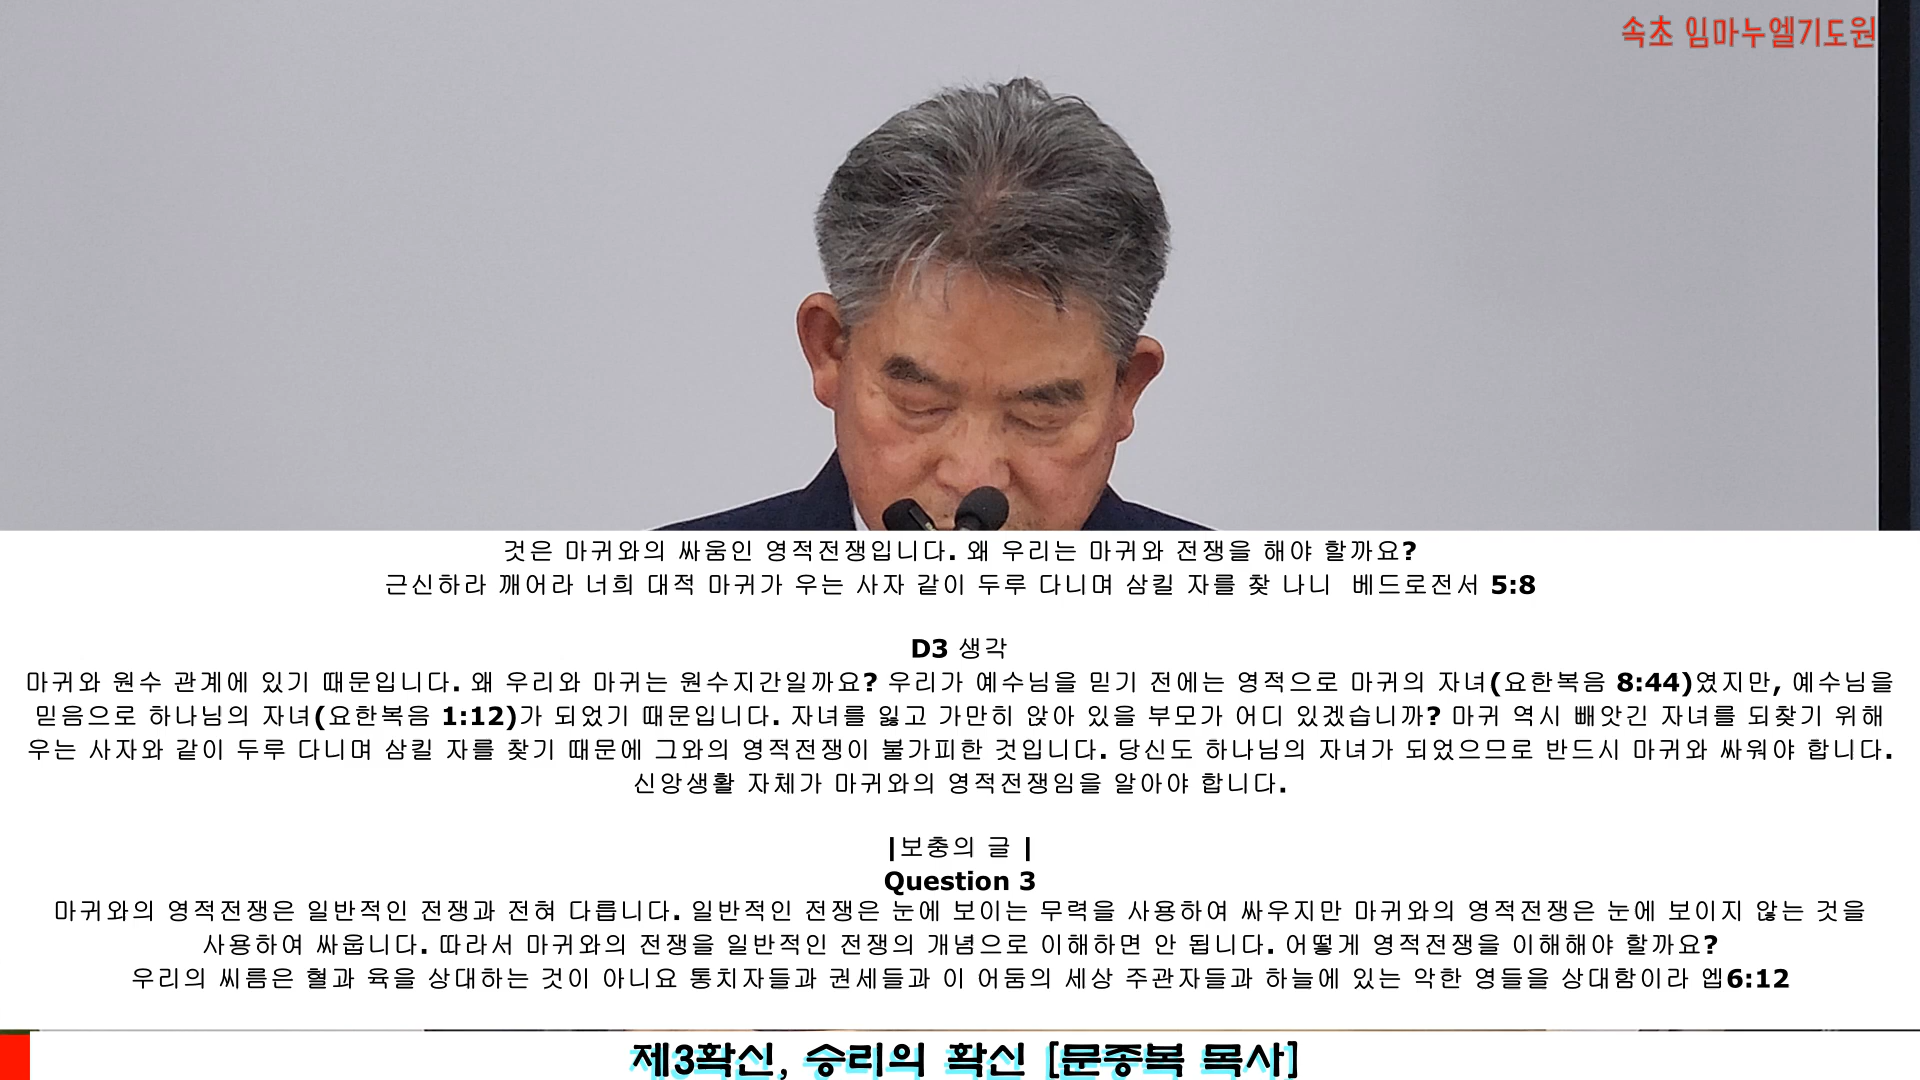 속초 임마누엘기도원
것은 마귀와의 싸움인 영적전쟁입니다. 왜 우리는 마귀와 전쟁을 해야 할까요?
근신하라 깨어라 너희 대적 마귀가 우는 사자 같이 두루 다니며 삼킬 자를 찾 나니 베드로전서 5:8
D3 생각
마귀와 원수 관계에 있기 때문입니다. 왜 우리와 마귀는 원수지간일까요? 우리가 예수님을 믿기 전에는 영적으로 마귀의 자녀(요한복음 8:44)였지만, 예수님을
믿음으로 하나님의 자녀(요한복음 1:12)가 되었기 때문입니다. 자녀를 잃고 가만히 앉아 있을 부모가 어디 있겠습니까? 마귀 역시 빼앗긴 자녀를 되찾기 위해
우는 사자와 같이 두루 다니며 삼킬 자를 찾기 때문에 그와의 영적전쟁이 불가피한 것입니다. 당신도 하나님의 자녀가 되었으므로 반드시 마귀와 싸워야 합니다.
신앙생활 자체가 마귀와의 영적전쟁임을 알아야 합니다.
|보충의 글 |
Question 3
마귀와의 영적전쟁은 일반적인 전쟁과 전혀 다릅니다. 일반적인 전쟁은 눈에 보이는 무력을 사용하여 싸우지만 마귀와의 영적전쟁은 눈에 보이지 않는 것을
사용하여 싸웁니다. 따라서 마귀와의 전쟁을 일반적인 전쟁의 개념으로 이해하면 안 됩니다. 어떻게 영적전쟁을 이해해야 할까요?
우리의 씨름은 혈과 육을 상대하는 것이 아니요 통치자들과 권세들과 이 어둠의 세상 주관자들과 하늘에 있는 악한 영들을 상대함이라 엡6:12
제3확신, 승리의 확신 [문종복 목사]